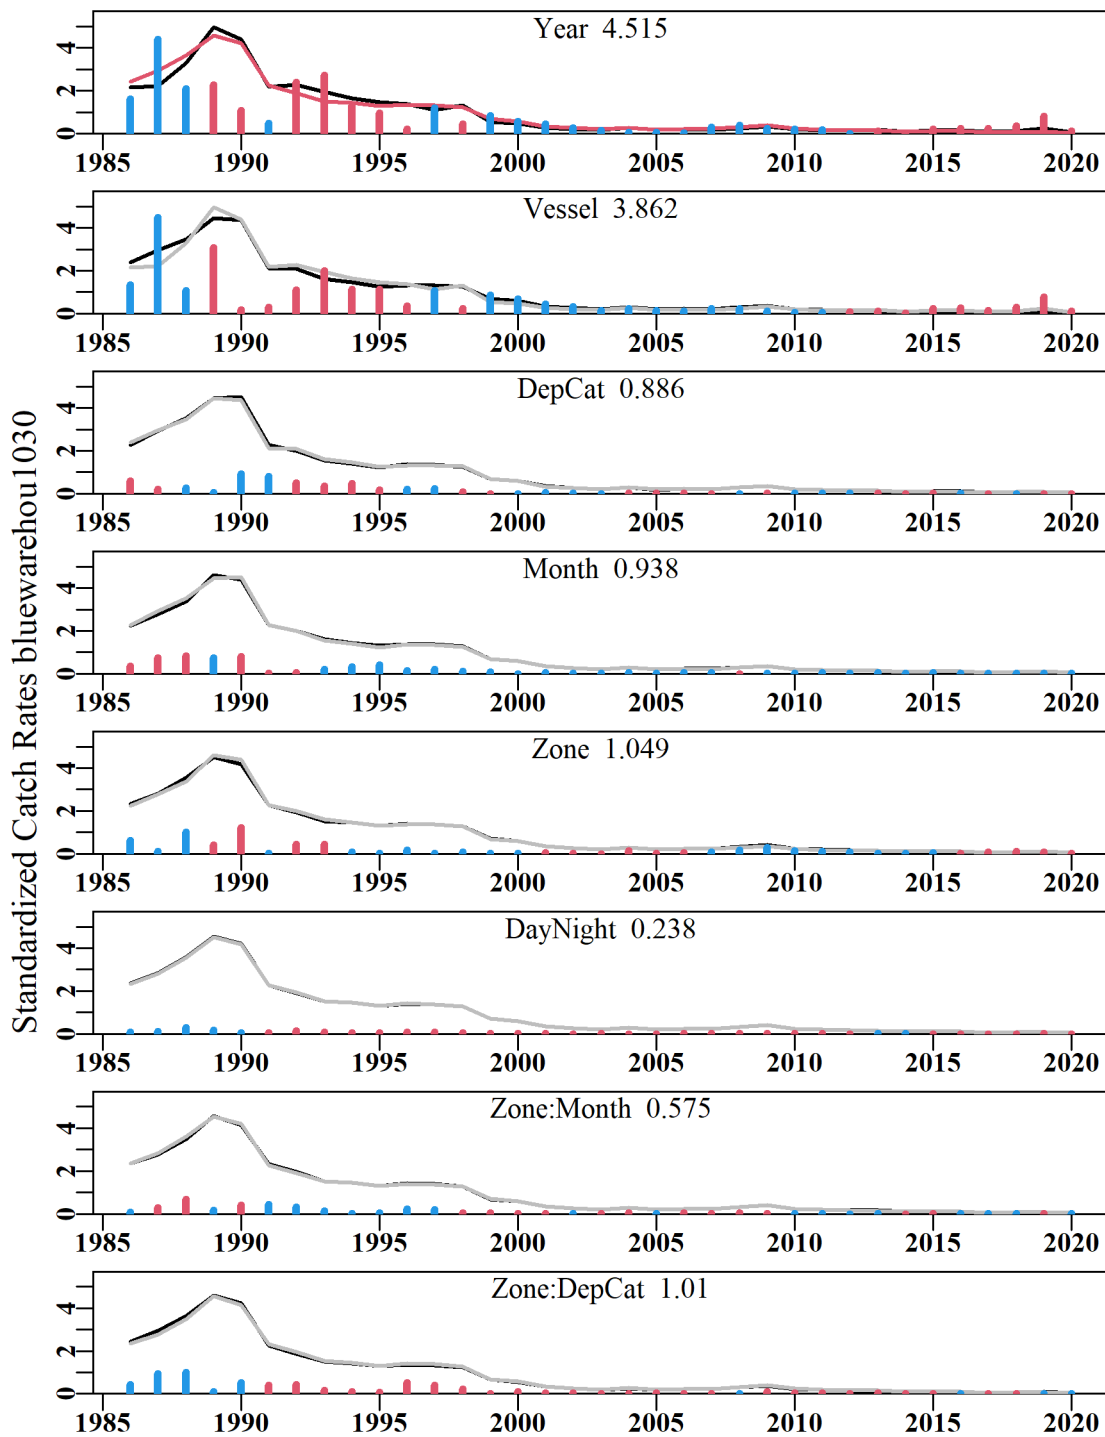 Standardized Catch Rates bluewarehou1030
Year 4.515
0 2 4
1985 1990 1995 2000 2005 2010 2015 2020
Vessel 3.862
0 2 4
1985 1990 1995 2000 2005 2010 2015 2020
DepCat 0.886
0 2 4
1985 1990 1995 2000 2005 2010 2015 2020
Month 0.938
0 2 4
1985 1990 1995 2000 2005 2010 2015 2020
Zone 1.049
0 2 4
1985 1990 1995 2000 2005 2010 2015 2020
DayNight 0.238
0 2 4
1985 1990 1995 2000 2005 2010 2015 2020
Zone:Month 0.575
0 2 4
1985 1990 1995 2000 2005 2010 2015 2020
Zone:DepCat 1.01
0 2 4
1985 1990 1995 2000 2005 2010 2015 2020